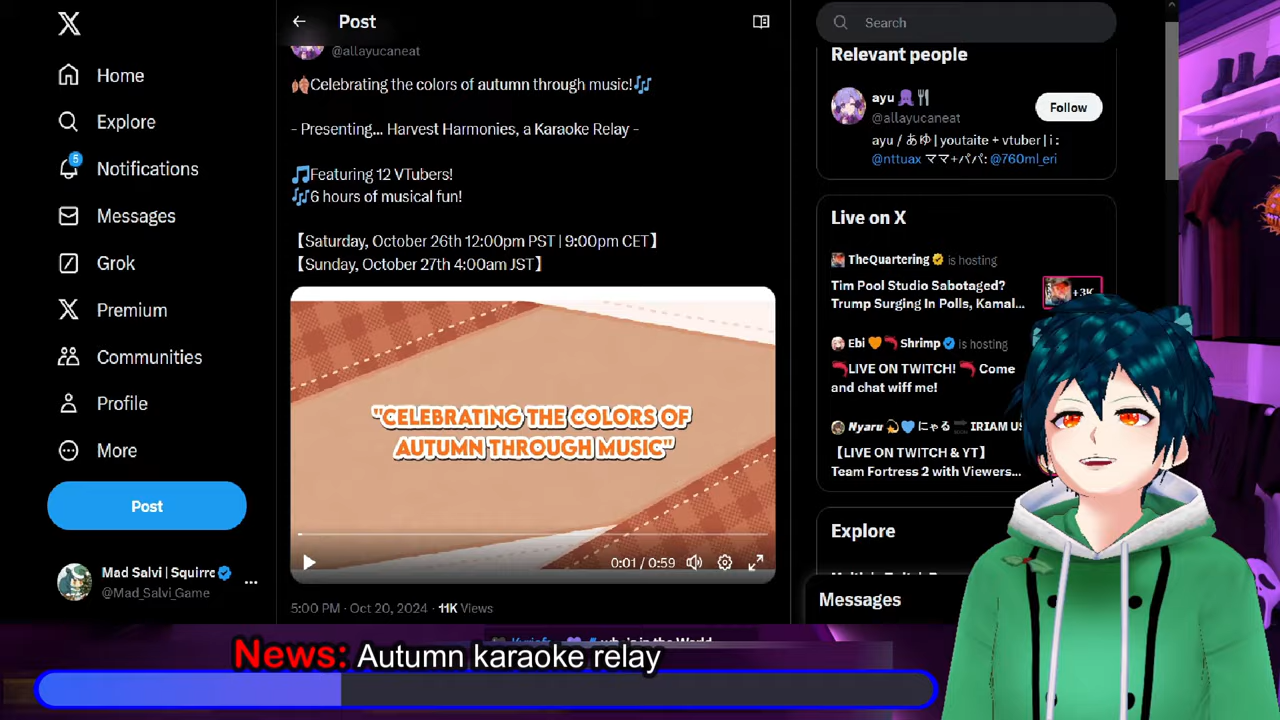 Home
Explore
5
Notifications
Messages
Grok
Premium
Communities
Profile
More
Post
Mad Salvi | Squirre
@Mad_Salvi_Game
Post
@allayucaneat
🍂Celebrating the colors of autumn through music!🎶
- Presenting... Harvest Harmonies, a Karaoke Relay -
🎵Featuring 12 VTubers!
🎶6 hours of musical fun!
【Saturday, October 26th 12:00pm PST | 9:00pm CET】
【Sunday, October 27th 4:00am JST】
"CELEBRATING THE COLORS OF
AUTUMN THROUGH MUSIC"
0:01 / 0:59
5:00 PM · Oct 20, 2024 · 11K Views
Search
Relevant people
ayu 🐙🍴
@allayucaneat
Follow
ayu / あゆ | youtaite + vtuber | i:
@nttuax ママ+パパ: @760ml_eri
Live on X
TheQuartering is hosting
Tim Pool Studio Sabotaged?
Trump Surging In Polls, Kamal...
+3K
Ebi 🧡🦐 Shrimp is hosting
🦐LIVE ON TWITCH! 🦐 Come
and chat wiff me!
Nyaru 💫💙にゃる IRIAM US
【LIVE ON TWITCH & YT】
Team Fortress 2 with Viewers...
Explore
Messages
who's in the World
News: Autumn karaoke relay